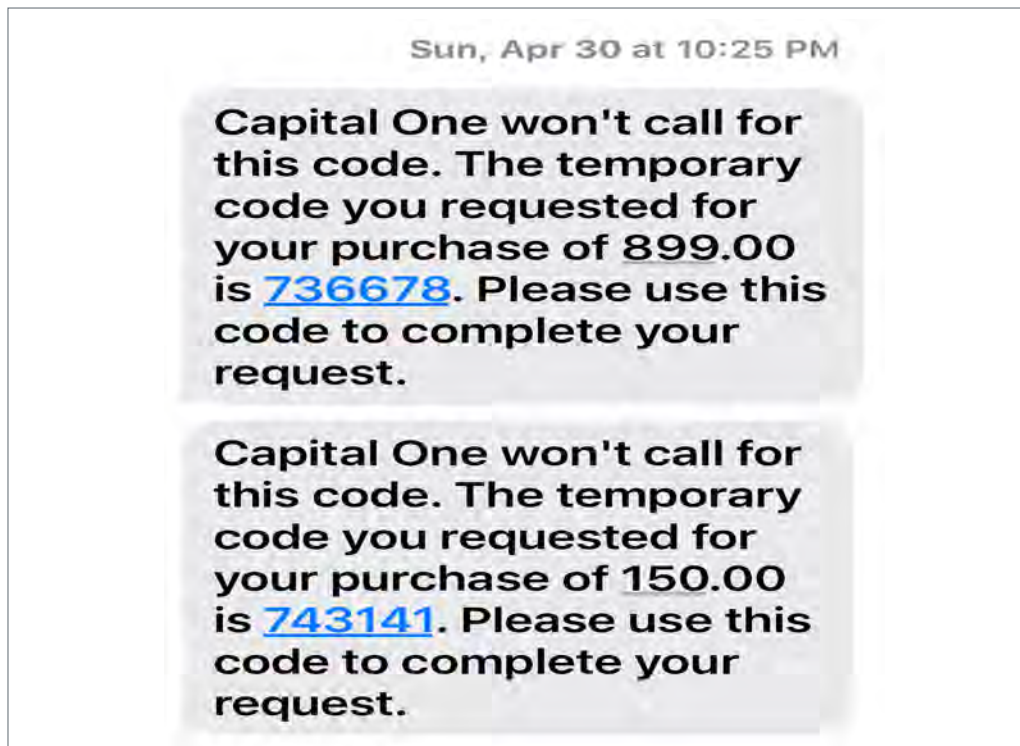 Sun, Apr 30 at 10:25 PM
Capital One won't call for
this code. The temporary
code you requested for
your purchase of 899.00
is 736678. Please use this
code to complete your
request.
Capital One won't call for
this code. The temporary
code you requested for
your purchase of 150.00
is 743141. Please use this
code to complete your
request.